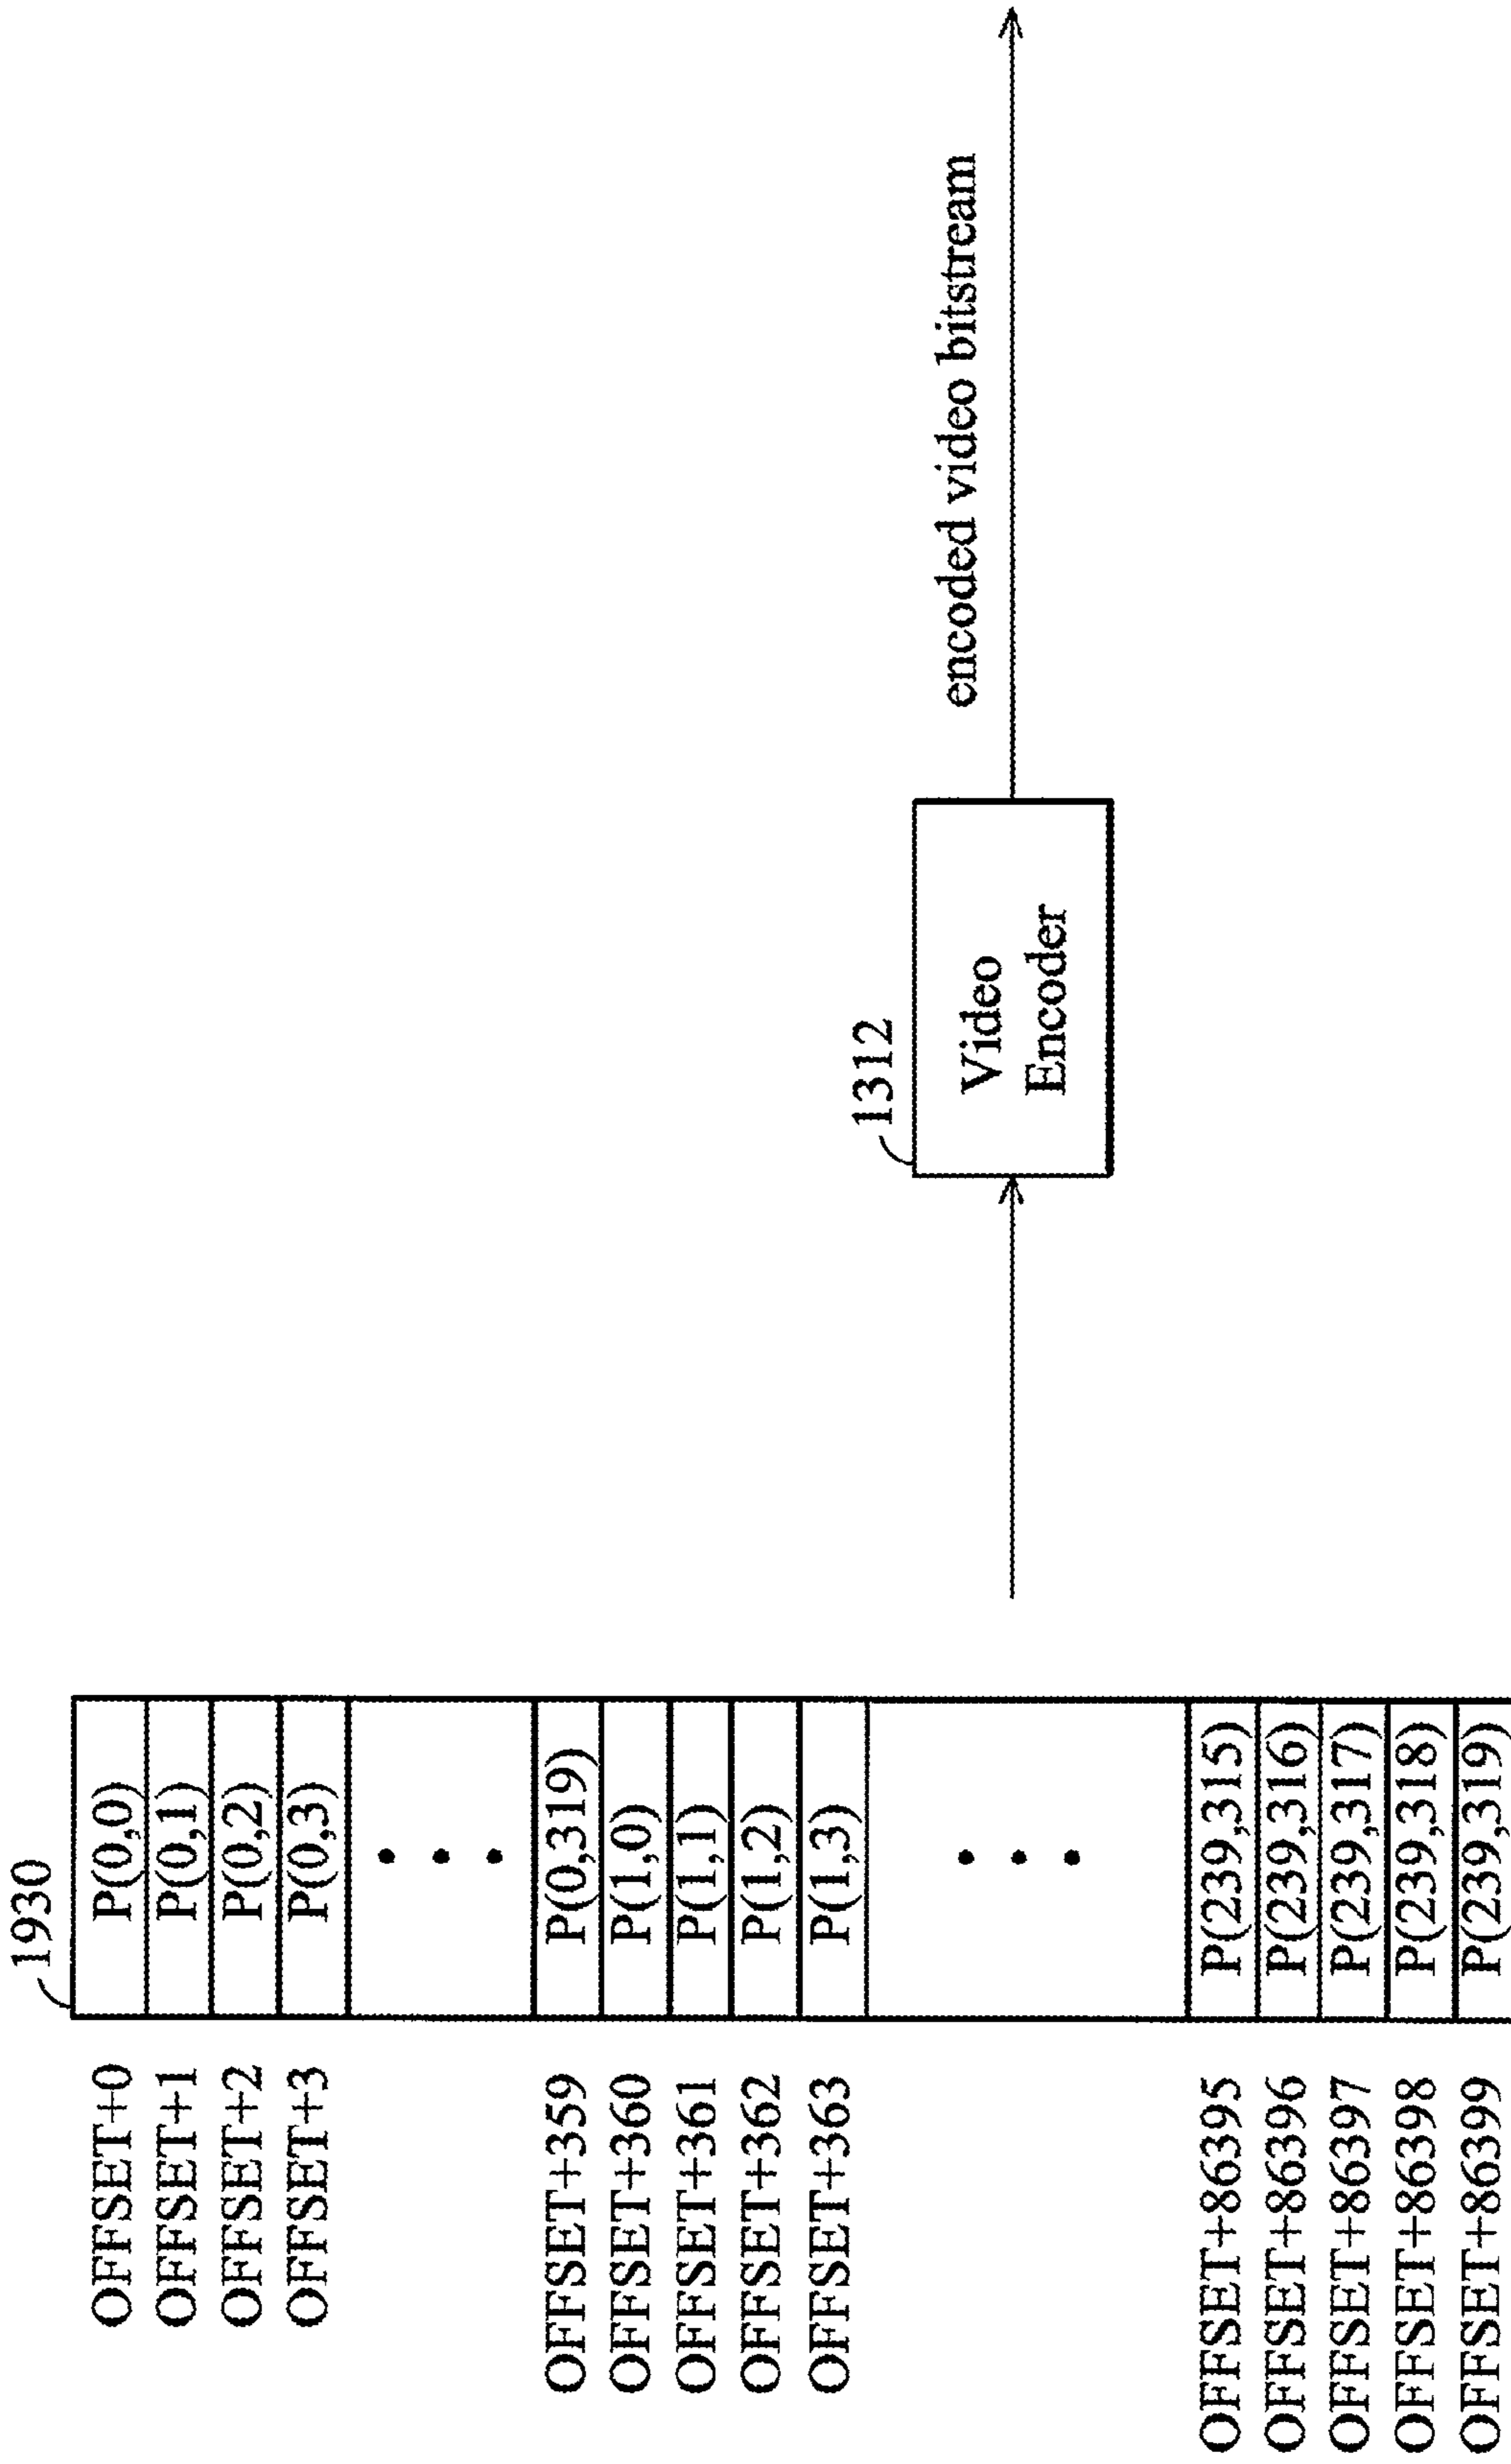 1930
OFFSET+0 P(0,0)
OFFSET+1 P(0,1)
OFFSET+2 P(0,2)
OFFSET+3 P(0,3)
OFFSET+359 P(0,319)
OFFSET+360 P(1,0)
OFFSET+361 P(1,1)
OFFSET+362 P(1,2)
OFFSET+363 P(1,3)
OFFSET+86395 P(239,315)
OFFSET+86396 P(239,316)
OFFSET+86397 P(239,317)
OFFSET+86398 P(239,318)
OFFSET+86399 P(239,319)
1312
Video
Encoder
encoded video bitstream